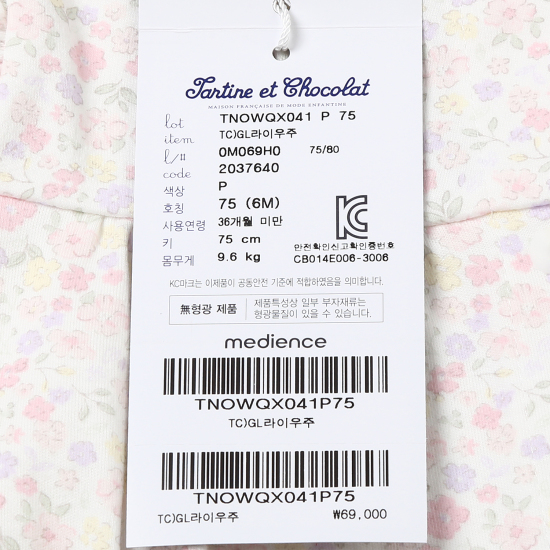 Tartine et Chocolat
MAISON FRANÇAISE DE MODE ENFANTINE
lot TNOWQX041 P 75
item TC)GL라이우주
l/# 0M069H0 75/80
code 2037640
색상 P
호칭 75 (6M)
사용연령 36개월 미만
키 75 cm
몸무게 9.6 kg
안전확인신고확인증번호
CB014E006-3006
KC마크는 이제품이 공동안전 기준에 적합하였음을 의미합니다.
無형광 제품
제품특성상 일부 부자재류는
형광물질이 있을 수 있습니다.
medience
TNOWQX041P75
TC)GL라이우주
TNOWQX041P75
TC)GL라이우주 ₩69,000